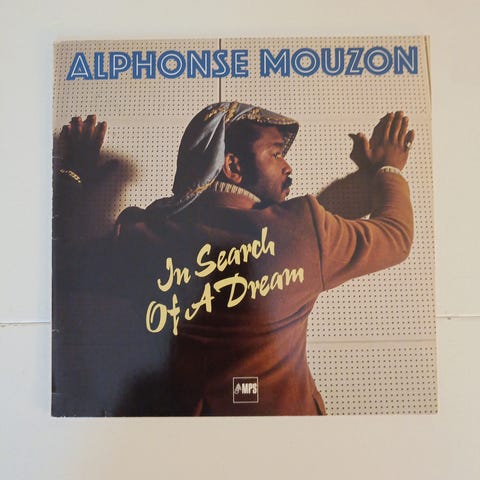 ALPHONSE MOUZON
In Search
Of A Dream
MPS